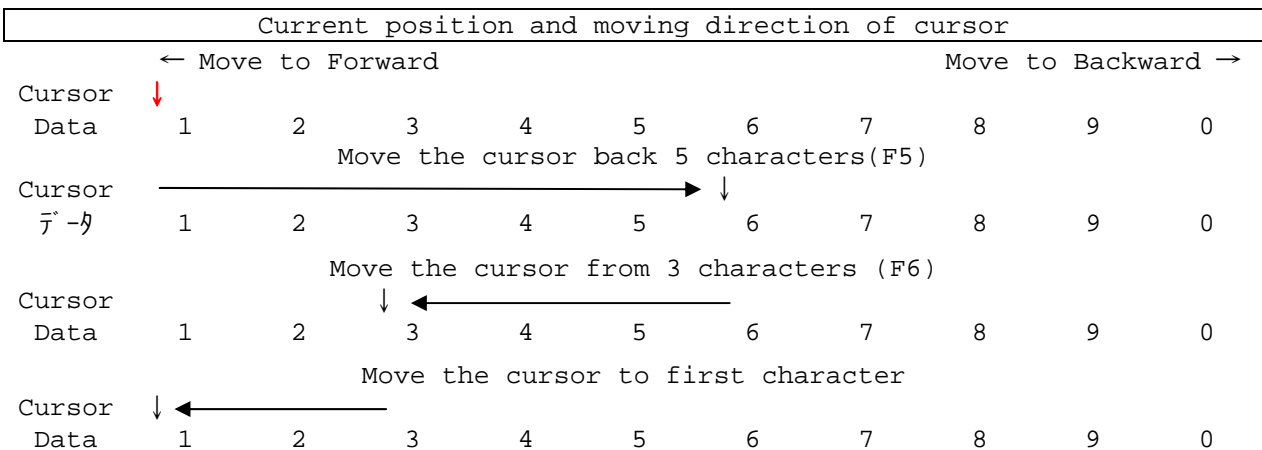 Current position and moving direction of cursor
← Move to Forward Move to Backward →
Cursor ↓
Data 1 2 3 4 5 6 7 8 9 0
Move the cursor back 5 characters(F5)
Cursor ↓
データ 1 2 3 4 5 6 7 8 9 0
Move the cursor from 3 characters (F6)
Cursor ↓
Data 1 2 3 4 5 6 7 8 9 0
Move the cursor to first character
Cursor ↓
Data 1 2 3 4 5 6 7 8 9 0